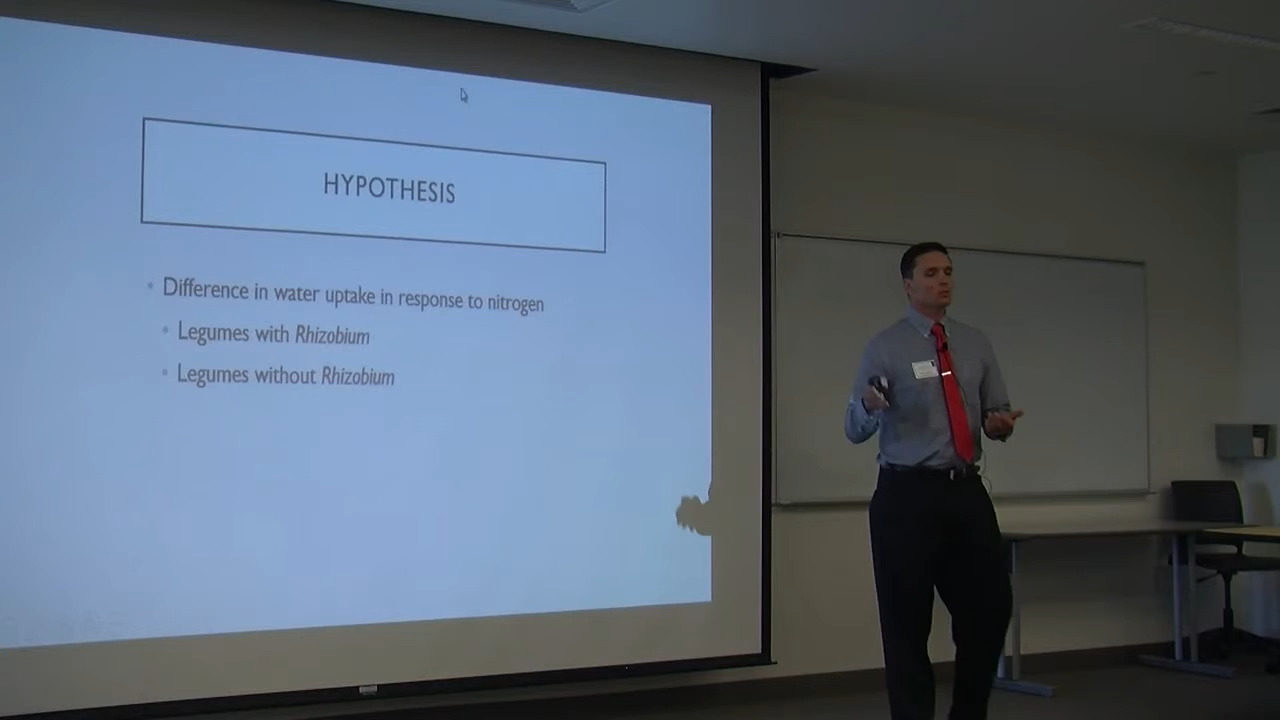 HYPOTHESIS
Difference in water uptake in response to nitrogen
Legumes with Rhizobium
Legumes without Rhizobium